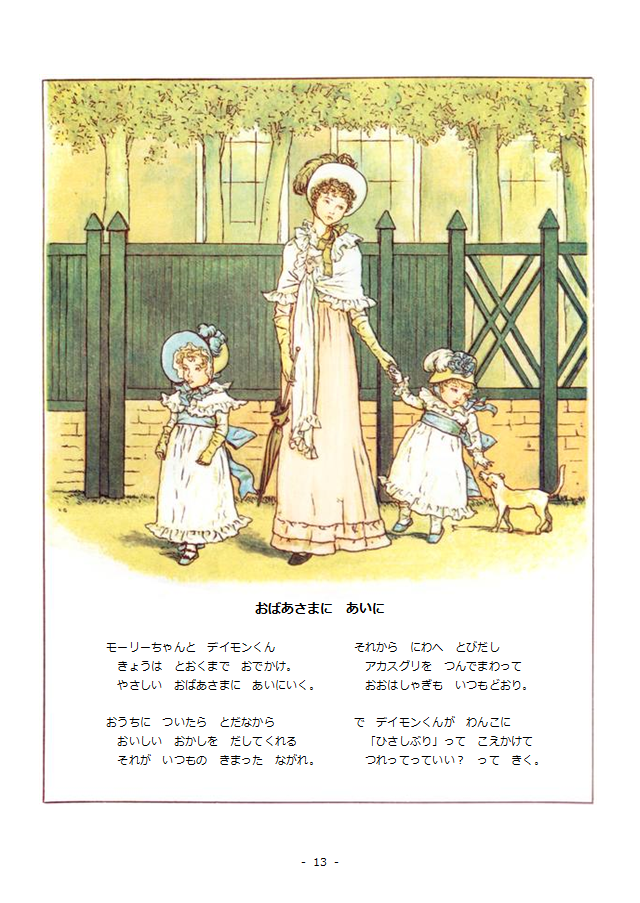 おばあさまに　あいに
モーリーちゃんと　デイモンくん
きょうは　とおくまで　おでかけ。
やさしい　おばあさまに　あいにいく。
おうちに　ついたら　とだなから
おいしい　おかしを　だしてくれる
それが　いつもの　きまった　ながれ。
それから　にわへ　とびだし
アカスグリを　つんでまわって
おおはしゃぎも　いつもどおり。
で　デイモンくんが　わんこに
「ひさしぶり」って　こえかけて
つれってっていい？　って　きく。
- 13 -